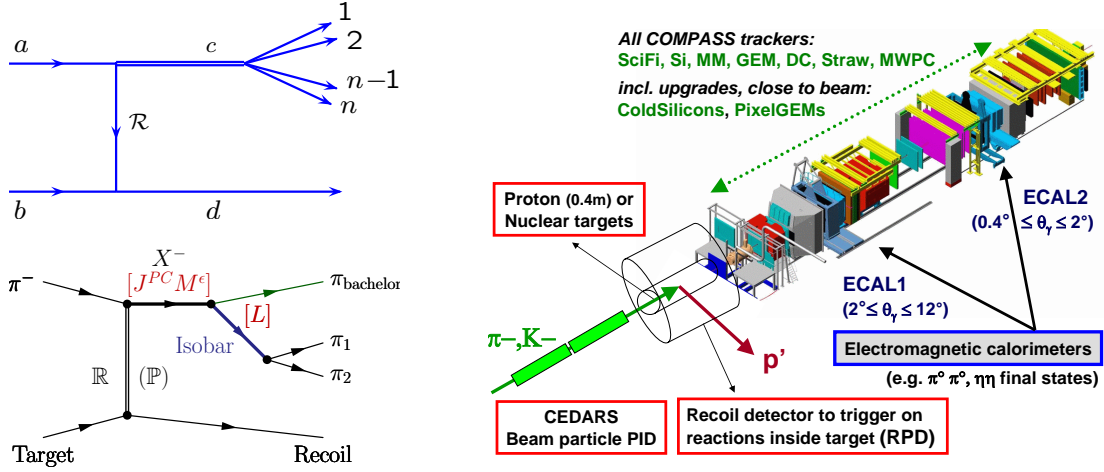 a
c
1
2
n−1
n
ℛ
b
d
X⁻
π⁻
[J^{PC}M^ϵ]
π_bachelor
[L]
Isobar
π₁
π₂
ℝ
(ℙ)
Target
Recoil
All COMPASS trackers:
SciFi, Si, MM, GEM, DC, Straw, MWPC
incl. upgrades, close to beam:
ColdSilicons, PixelGEMs
Proton (0.4m) or
Nuclear targets
ECAL2
(0.4° ≤ θ_γ ≤ 2°)
ECAL1
(2°≤ θ_γ ≤ 12°)
π–,K–
p'
Electromagnetic calorimeters
(e.g. π° π°, ηη final states)
CEDARS
Beam particle PID
Recoil detector to trigger on
reactions inside target (RPD)